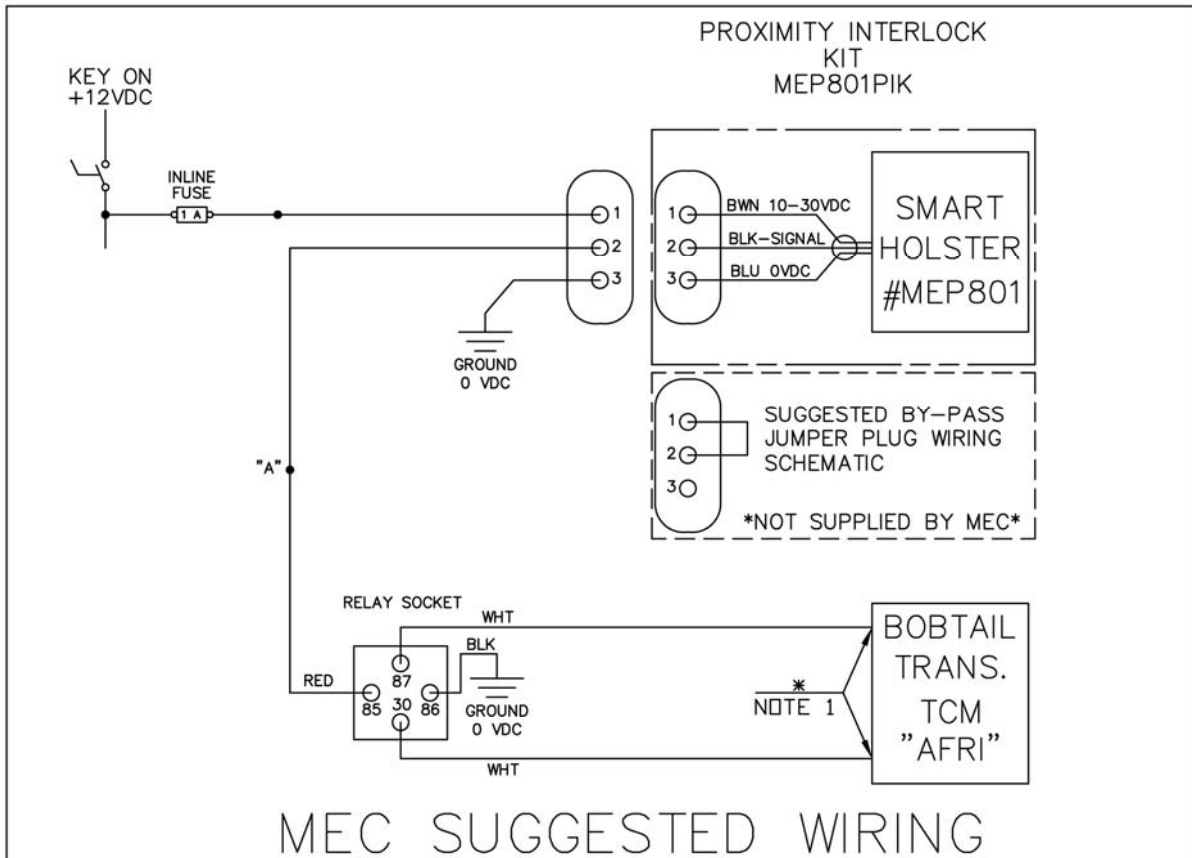 PROXIMITY INTERLOCK
KIT
MEP801PIK
KEY ON
+12VDC
INLINE
FUSE
1 A
1
2
3
GROUND
0 VDC
1
2
3
BWN 10-30VDC
BLK-SIGNAL
BLU 0VDC
SMART
HOLSTER
#MEP801
1
2
3
SUGGESTED BY-PASS
JUMPER PLUG WIRING
SCHEMATIC
*NOT SUPPLIED BY MEC*
"A"
RELAY SOCKET
WHT
BLK
RED
87
85
30
86
GROUND
0 VDC
WHT
*
NOTE 1
BOBTAIL
TRANS.
TCM
"AFRI"
MEC SUGGESTED WIRING